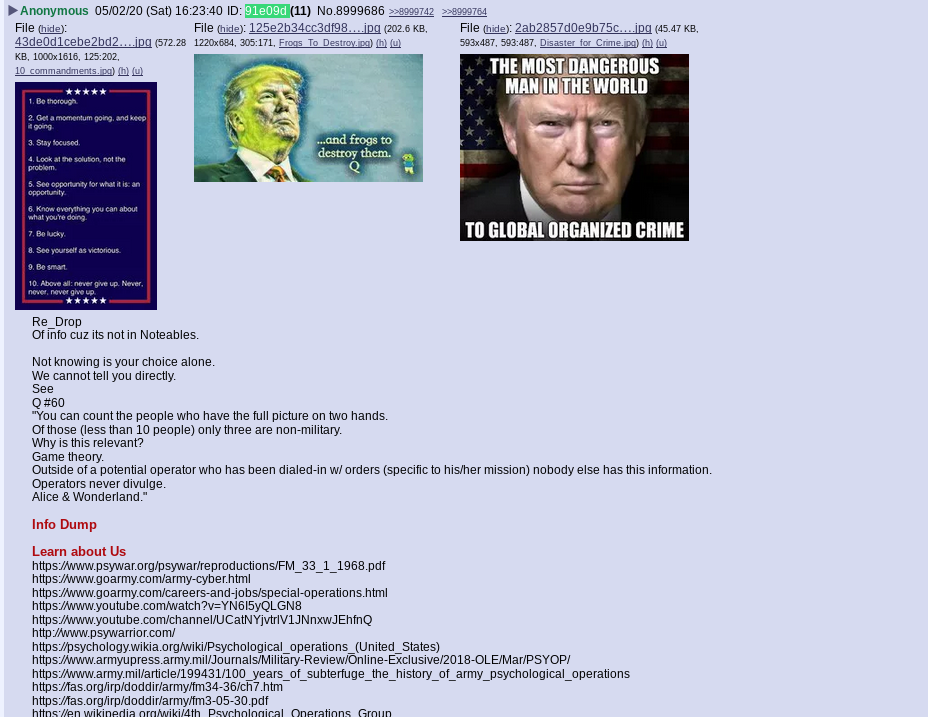 ▶Anonymous 05/02/20 (Sat) 16:23:40 ID: 91e09d (11) No.8999686 >>8999742 >>8999764
File (hide): 43de0d1cebe2bd2….jpg (572.28 KB, 1000x1616, 125:202, 10_commandments.jpg) (h) (u)
1. Be thorough.
2. Get a momentum going, and keep
it going.
3. Stay focused.
4. Look at the solution, not the
problem.
5. See opportunity for what it is: an
opportunity.
6. Know everything you can about
what you're doing.
7. Be lucky.
8. See yourself as victorious.
9. Be smart.
10. Above all: never give up. Never,
never, never give up.
File (hide): 125e2b34cc3df98….jpg (202.6 KB,
1220x684, 305:171, Frogs_To_Destroy.jpg) (h) (u)
...and frogs to
destroy them.
Q
File (hide): 2ab2857d0e9b75c….jpg (45.47 KB,
593x487, 593:487, Disaster_for_Crime.jpg) (h) (u)
THE MOST DANGEROUS
MAN IN THE WORLD
TO GLOBAL ORGANIZED CRIME
Re_Drop
Of info cuz its not in Noteables.
Not knowing is your choice alone.
We cannot tell you directly.
See
Q #60
"You can count the people who have the full picture on two hands.
Of those (less than 10 people) only three are non-military.
Why is this relevant?
Game theory.
Outside of a potential operator who has been dialed-in w/ orders (specific to his/her mission) nobody else has this information.
Operators never divulge.
Alice & Wonderland."
Info Dump
Learn about Us
https://www.psywar.org/psywar/reproductions/FM_33_1_1968.pdf
https://www.goarmy.com/army-cyber.html
https://www.goarmy.com/careers-and-jobs/special-operations.html
https://www.youtube.com/watch?v=YN6I5yQLGN8
https://www.youtube.com/channel/UCatNYjvtrlV1JNnxwJEhfnQ
http://www.psywarrior.com/
https://psychology.wikia.org/wiki/Psychological_operations_(United_States)
https://www.armyupress.army.mil/Journals/Military-Review/Online-Exclusive/2018-OLE/Mar/PSYOP/
https://www.army.mil/article/199431/100_years_of_subterfuge_the_history_of_army_psychological_operations
https://fas.org/irp/doddir/army/fm34-36/ch7.htm
https://fas.org/irp/doddir/army/fm3-05-30.pdf
https://en.wikipedia.org/wiki/4th_Psychological_Operations_Group